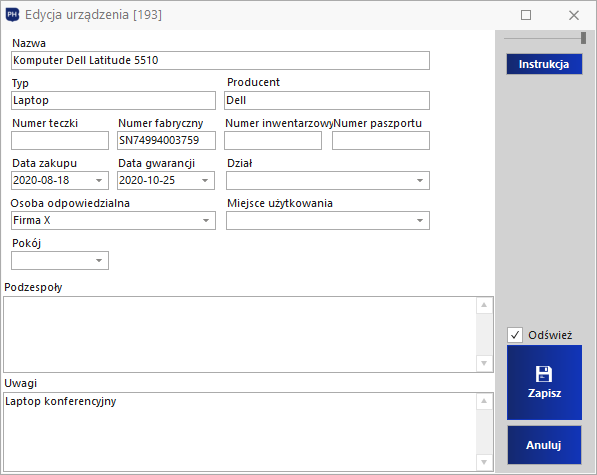 PH Edycja urządzenia [193]
Nazwa
Komputer Dell Latitude 5510
Typ Producent
Laptop Dell
Numer teczki Numer fabryczny Numer inwentarzowy Numer paszportu
SN74994003759
Data zakupu Data gwarancji Dział
2020-08-18 2020-10-25
Osoba odpowiedzialna Miejsce użytkowania
Firma X
Pokój
Podzespoły
Uwagi
Laptop konferencyjny
Instrukcja
Odśwież
Zapisz
Anuluj